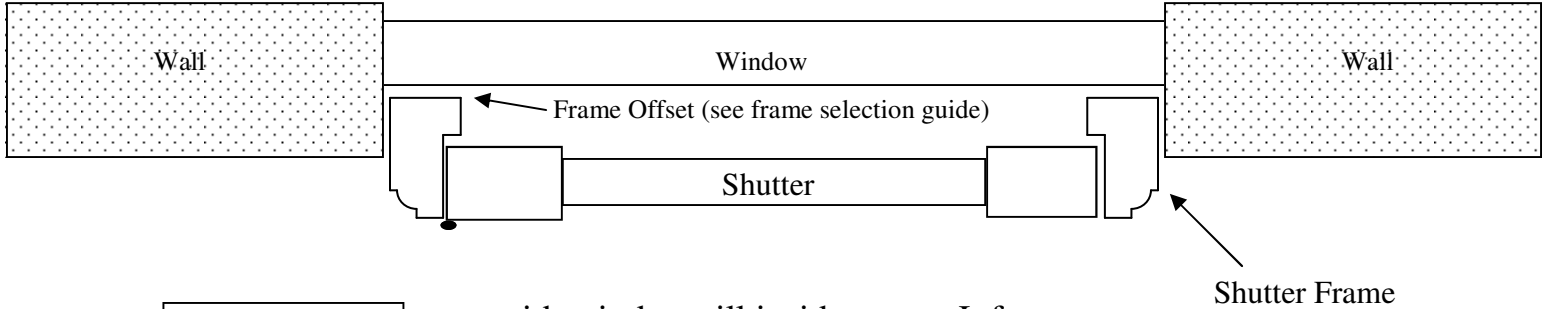 Wall
Window
Wall
Frame Offset (see frame selection guide)
Shutter
Shutter Frame